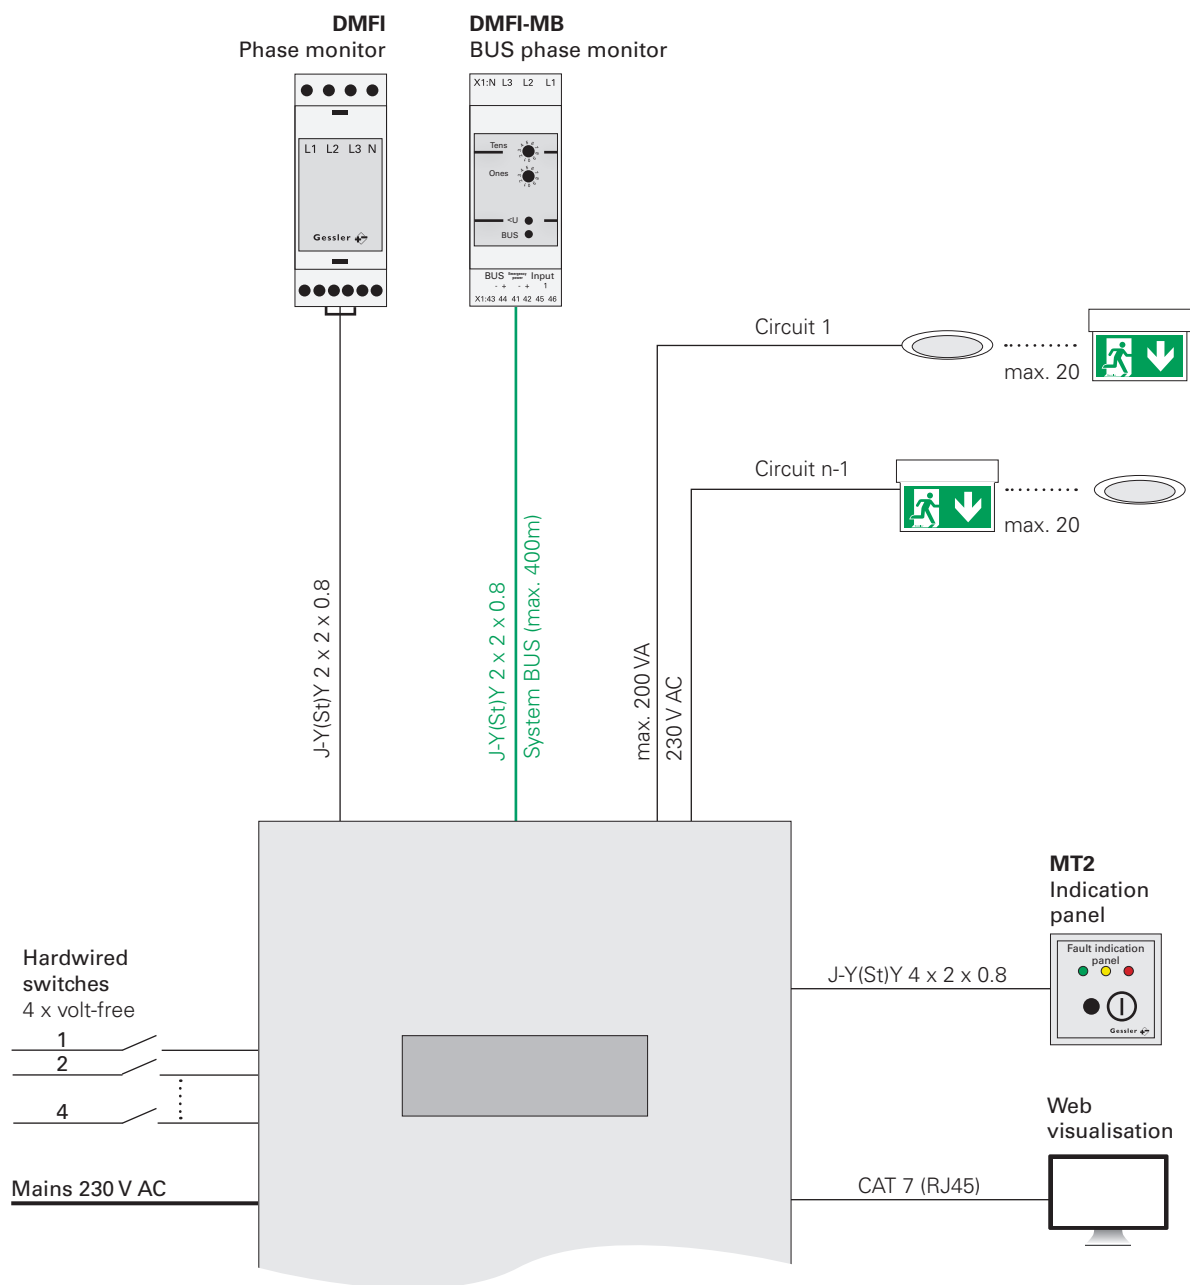 DMFI
Phase monitor
DMFI-MB
BUS phase monitor
L1 L2 L3 N
Gessler
X1:N L3 L2 L1
Tens
Ones
<U
BUS
BUS Emergency power Input
- + - + 1
X1:43 44 41 42 45 46
Circuit 1
max. 20
Circuit n-1
max. 20
J-Y(St)Y 2 x 2 x 0.8
J-Y(St)Y 2 x 2 x 0.8
System BUS (max. 400m)
max. 200 VA
230 V AC
MT2
Indication
panel
Fault indication
panel
Gessler
J-Y(St)Y 4 x 2 x 0.8
Hardwired
switches
4 x volt-free
1
2
4
Mains 230 V AC
Web
visualisation
CAT 7 (RJ45)